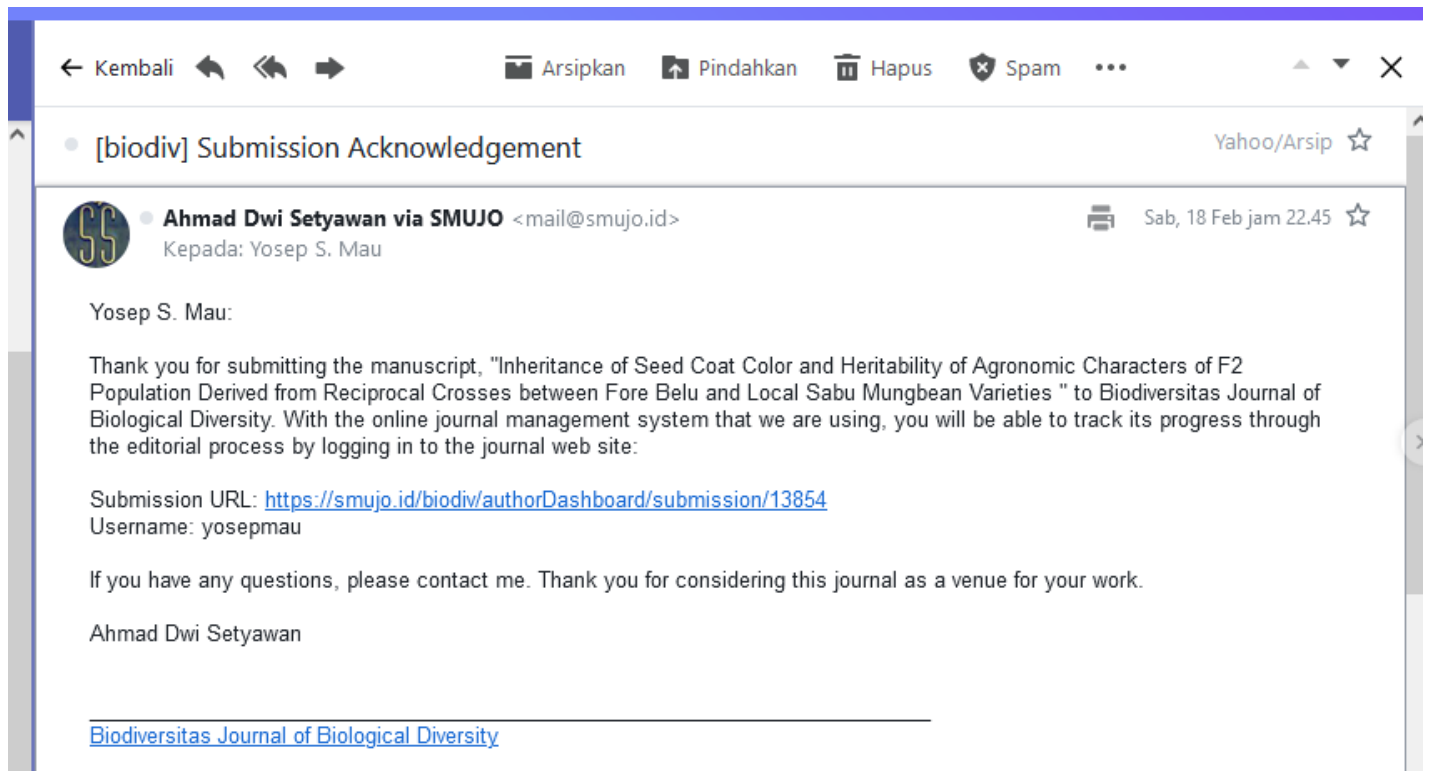 Kembali Arsipkan Pindahkan Hapus Spam
[biodiv] Submission Acknowledgement Yahoo/Arsip
SS Ahmad Dwi Setyawan via SMUJO <mail@smujo.id> Sab, 18 Feb jam 22.45
Kepada: Yosep S. Mau
Yosep S. Mau:
Thank you for submitting the manuscript, "Inheritance of Seed Coat Color and Heritability of Agronomic Characters of F2
Population Derived from Reciprocal Crosses between Fore Belu and Local Sabu Mungbean Varieties " to Biodiversitas Journal of
Biological Diversity. With the online journal management system that we are using, you will be able to track its progress through
the editorial process by logging in to the journal web site:
Submission URL: https://smujo.id/biodiv/authorDashboard/submission/13854
Username: yosepmau
If you have any questions, please contact me. Thank you for considering this journal as a venue for your work.
Ahmad Dwi Setyawan
Biodiversitas Journal of Biological Diversity